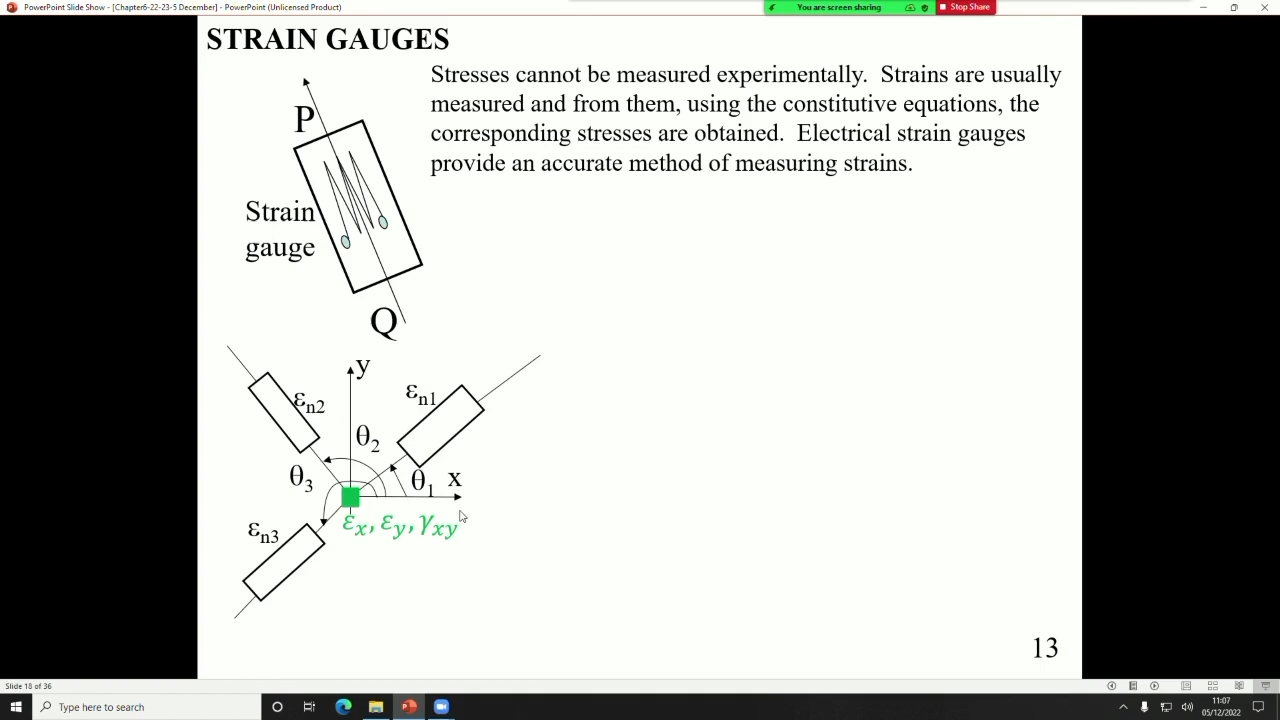 PowerPoint Slide Show - [Chapter6-22-23-5 December] - PowerPoint (Unlicensed Product)
You are screen sharing
Stop Share
STRAIN GAUGES
Stresses cannot be measured experimentally. Strains are usually
measured and from them, using the constitutive equations, the
corresponding stresses are obtained. Electrical strain gauges
provide an accurate method of measuring strains.
P
Strain
gauge
Q
y
εn1
εn2
θ2
θ3
θ1
x
εn3
εx, εy, γxy
13
Slide 18 of 36
Type here to search
11:07
05/12/2022